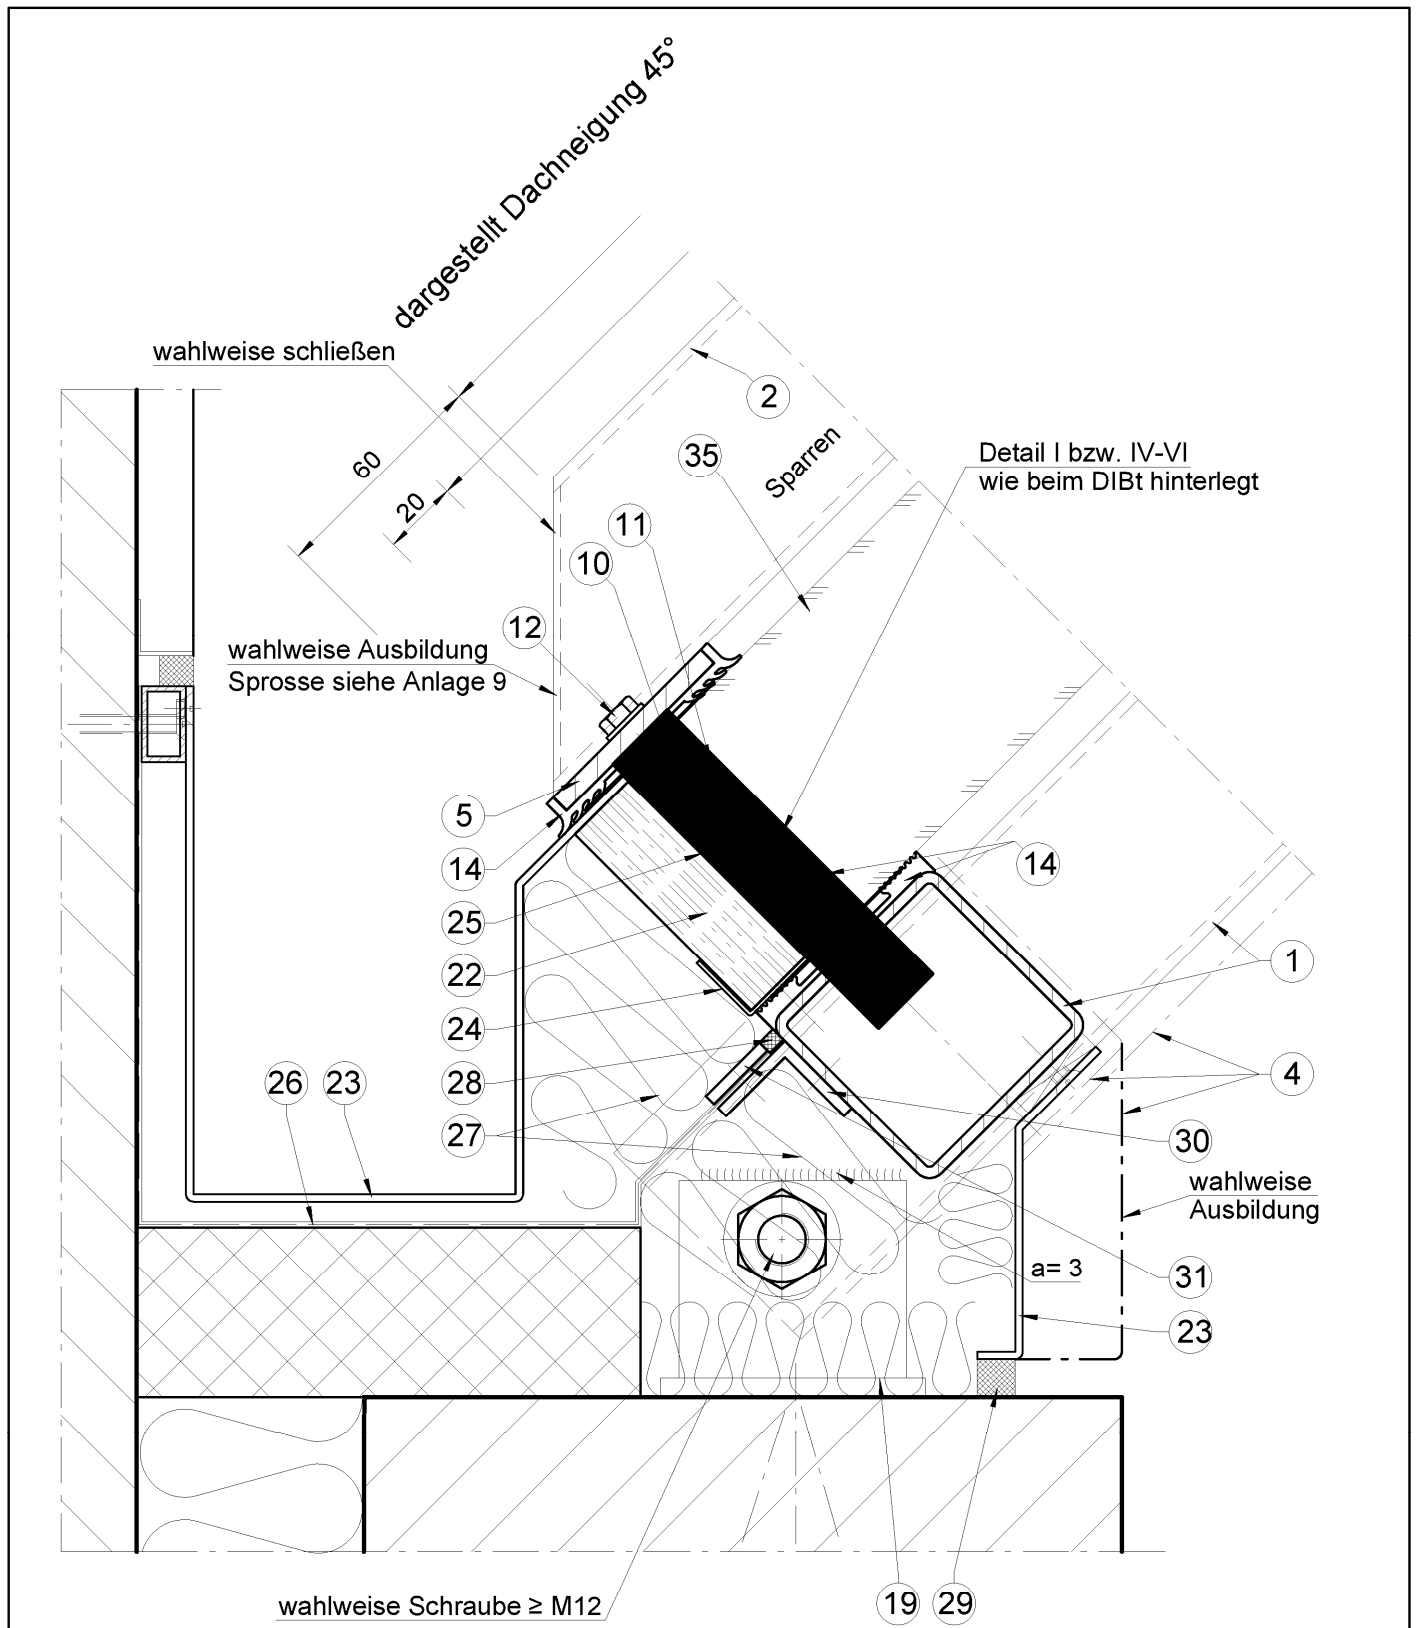 dargestellt Dachneigung 45°
wahlweise schließen
2
60
Sparren
35
Detail I bzw. IV-VI
wie beim DIBt hinterlegt
20
11
10
12
wahlweise Ausbildung
Sprosse siehe Anlage 9
5
14
14
25
22
1
24
26
23
28
4
27
30
wahlweise
Ausbildung
a= 3
31
23
wahlweise Schraube ≥ M12
19
29